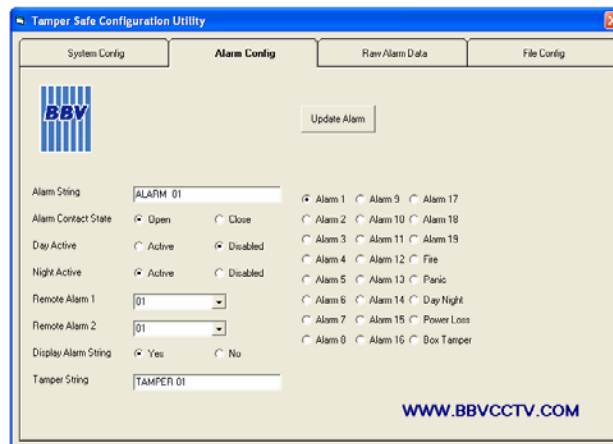 Tamper Safe Configuration Utility
System Config Alarm Config Raw Alarm Data File Config
BBV
Update Alarm
Alarm String ALARM 01
Alarm Contact State Open Close
Day Active Active Disabled
Night Active Active Disabled
Remote Alarm 1 01
Remote Alarm 2 01
Display Alarm String Yes No
Tamper String TAMPER 01
Alarm 1 Alarm 9 Alarm 17
Alarm 2 Alarm 10 Alarm 18
Alarm 3 Alarm 11 Alarm 19
Alarm 4 Alarm 12 Fire
Alarm 5 Alarm 13 Panic
Alarm 6 Alarm 14 Day Night
Alarm 7 Alarm 15 Power Loss
Alarm 8 Alarm 16 Box Tamper
WWW.BBVCCTV.COM